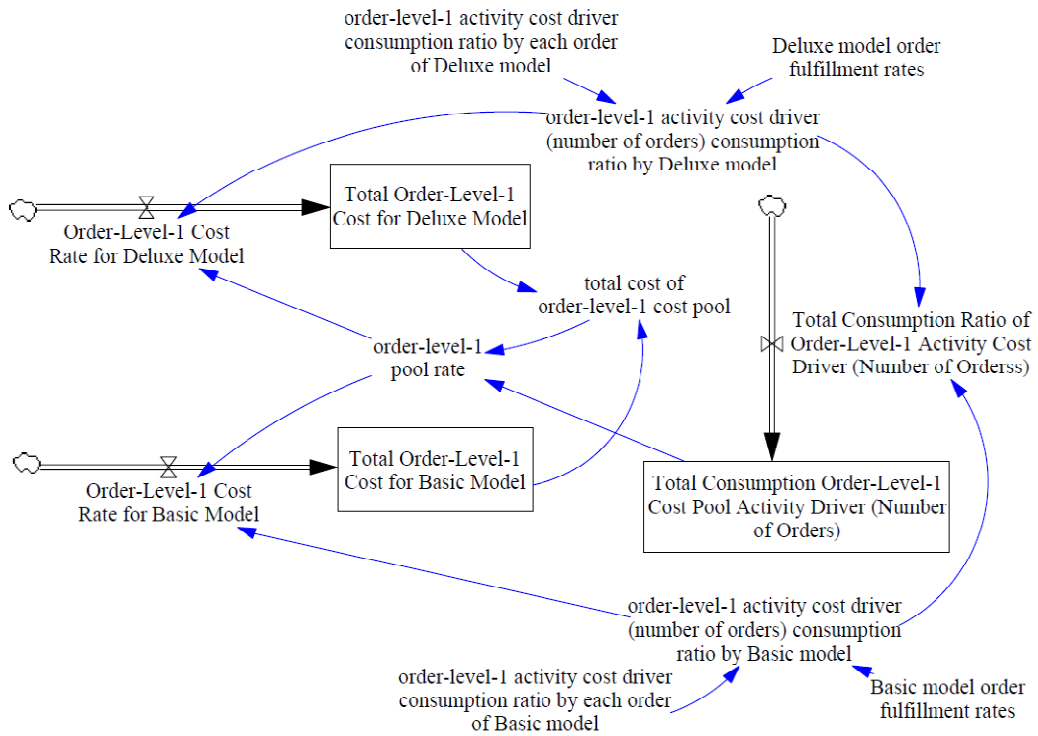 order-level-1 activity cost driver
consumption ratio by each order
of Deluxe model
Deluxe model order
fulfillment rates
order-level-1 activity cost driver
(number of orders) consumption
ratio by Deluxe model
Total Order-Level-1
Cost for Deluxe Model
Order-Level-1 Cost
Rate for Deluxe Model
total cost of
order-level-1 cost pool
Total Consumption Ratio of
Order-Level-1 Activity Cost
Driver (Number of Orderss)
order-level-1
pool rate
Total Order-Level-1
Cost for Basic Model
Order-Level-1 Cost
Rate for Basic Model
Total Consumption Order-Level-1
Cost Pool Activity Driver (Number
of Orders)
order-level-1 activity cost driver
(number of orders) consumption
ratio by Basic model
order-level-1 activity cost driver
consumption ratio by each order
of Basic model
Basic model order
fulfillment rates